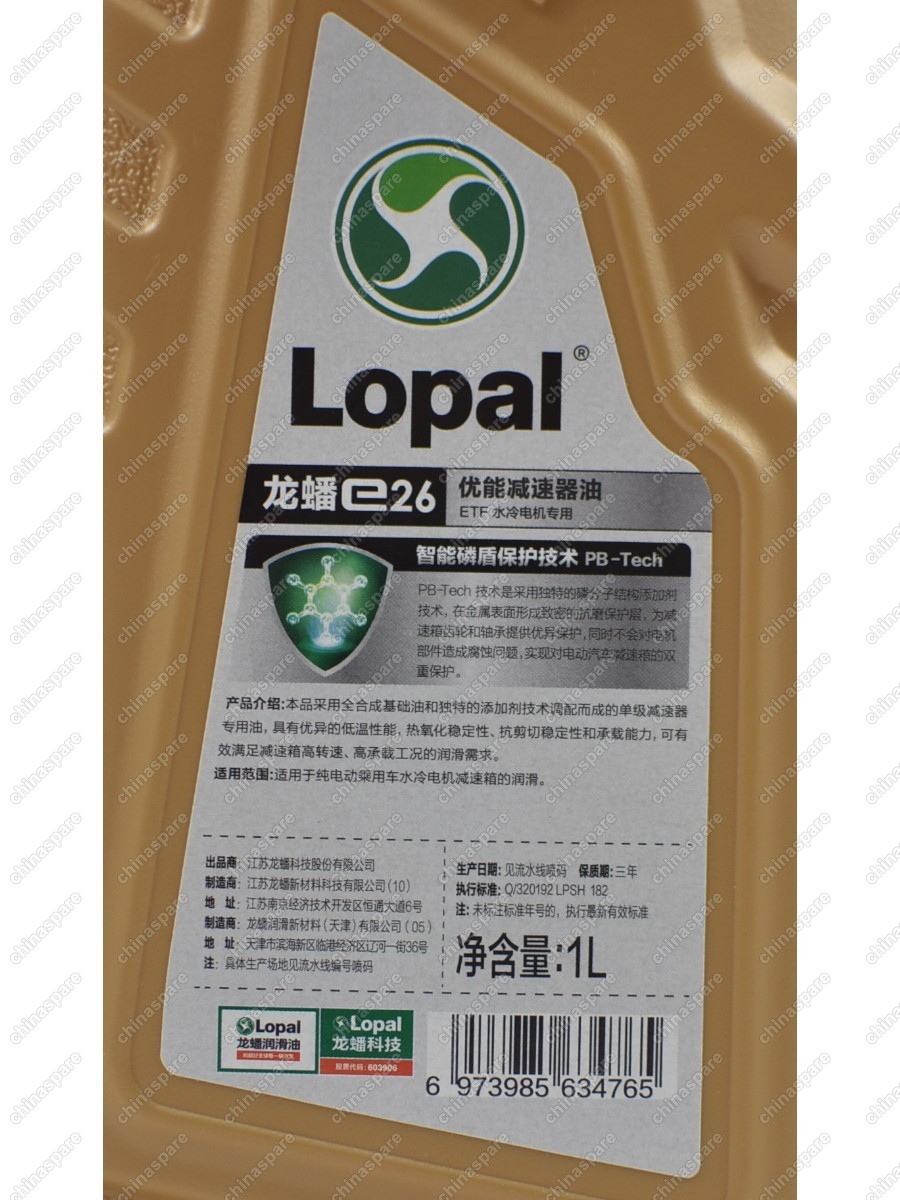 Lopal®
龙蟠e26
优能减速器油
ETF 水冷电机专用
智能磷盾保护技术 PB-Tech
PB-Tech 技术是采用独特的磷分子结构添加剂
技术，在金属表面形成致密的抗磨保护层，为减
速箱齿轮和轴承提供优异保护，同时不会对电机
部件造成腐蚀问题，实现对电动汽车减速箱的双
重保护。
产品介绍：本品采用全合成基础油和独特的添加剂技术调配而成的单级减速器
专用油，具有优异的低温性能，热氧化稳定性、抗剪切稳定性和承载能力，可有
效满足减速箱高转速、高承载工况的润滑需求。
适用范围：适用于纯电动乘用车水冷电机减速箱的润滑。
出品商：江苏龙蟠科技股份有限公司
制造商：江苏龙蟠新材料科技有限公司（10）
地 址：江苏南京经济技术开发区恒通大道6号
制造商：龙蟠润滑新材料（天津）有限公司（05）
地 址：天津市滨海新区临港经济区辽河一街36号
注：具体生产场地见流水线编号喷码
生产日期：见流水线喷码 保质期：三年
执行标准：Q/320192 LPSH 182
注：未标注标准年号的，执行最新有效标准
净含量：1L
Lopal
龙蟠润滑油
Lopal
龙蟠科技
股票代码：603906
6 973985 634765
chinaspare